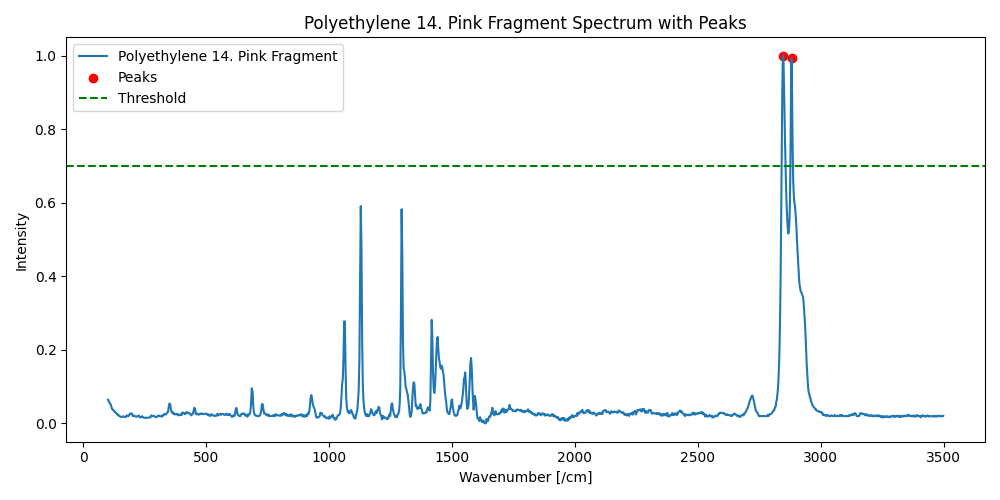 Polyethylene 14. Pink Fragment Spectrum with Peaks
Polyethylene 14. Pink Fragment
Peaks
Threshold
Intensity
1.0
0.8
0.6
0.4
0.2
0.0
0
500
1000
1500
2000
2500
3000
3500
Wavenumber [/cm]